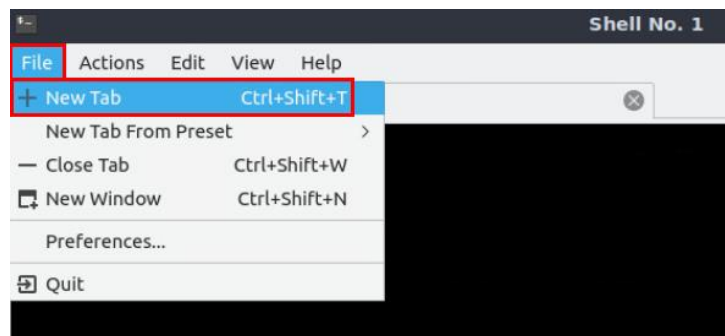 Shell No. 1
File Actions Edit View Help
New Tab Ctrl+Shift+T
New Tab From Preset
Close Tab Ctrl+Shift+W
New Window Ctrl+Shift+N
Preferences...
Quit